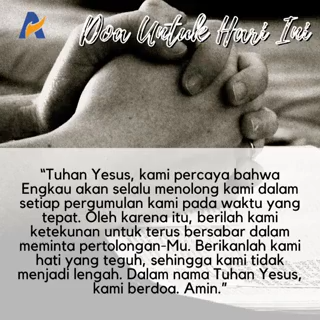 Doa Untuk Hari Ini
“Tuhan Yesus, kami percaya bahwa
Engkau akan selalu menolong kami dalam
setiap pergumulan kami pada waktu yang
tepat. Oleh karena itu, berilah kami
ketekunan untuk terus bersabar dalam
meminta pertolongan-Mu. Berikanlah kami
hati yang teguh, sehingga kami tidak
menjadi lengah. Dalam nama Tuhan Yesus,
kami berdoa. Amin.”